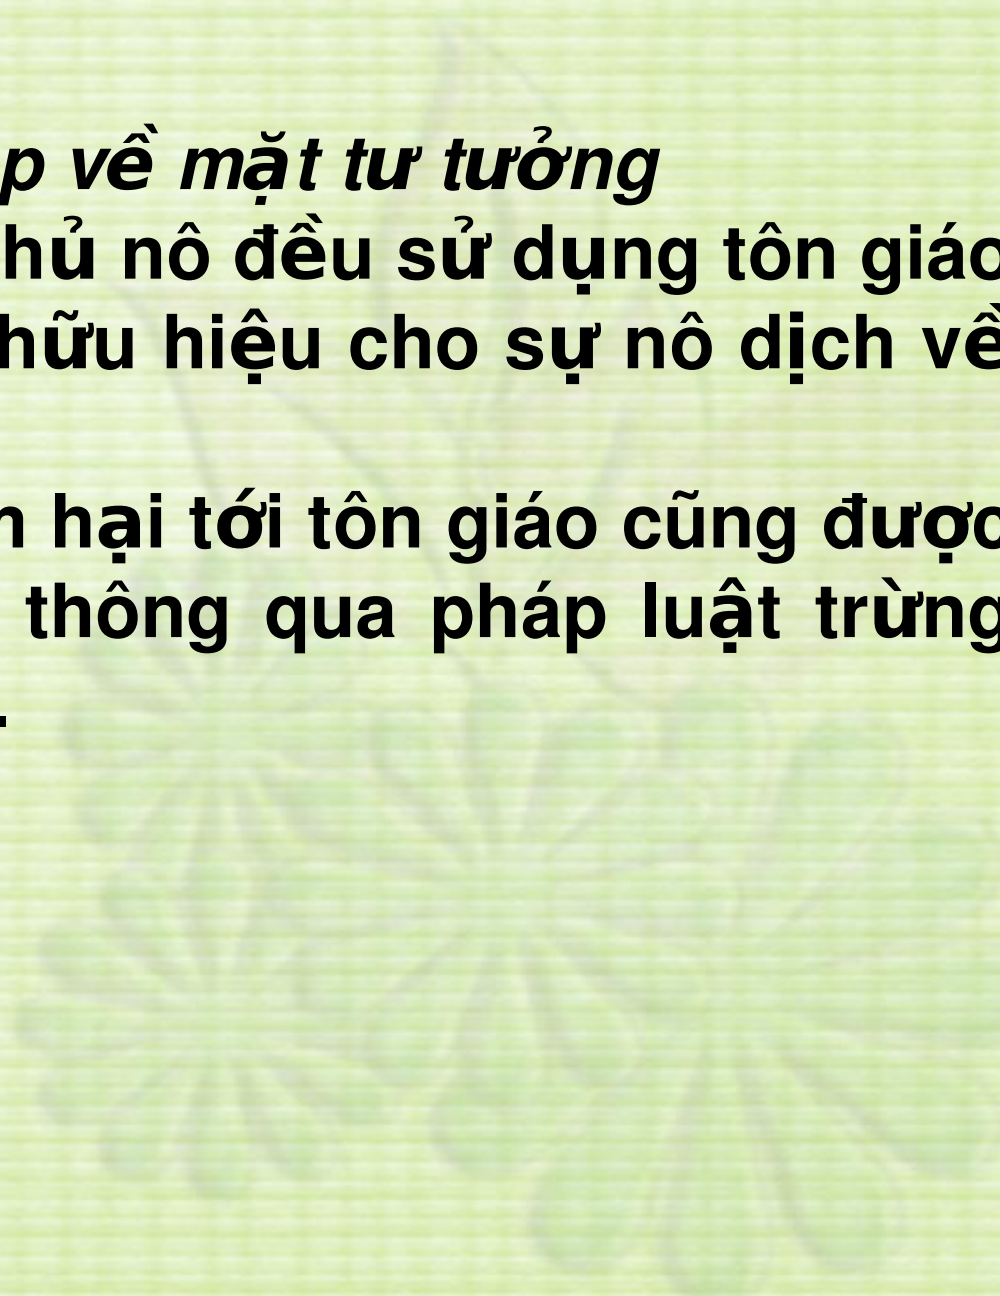 p về mặt tư tưởng
hủ nô đều sử dụng tôn giáo
hữu hiệu cho sự nô dịch về
n hại tới tôn giáo cũng được
thông qua pháp luật trừng
.